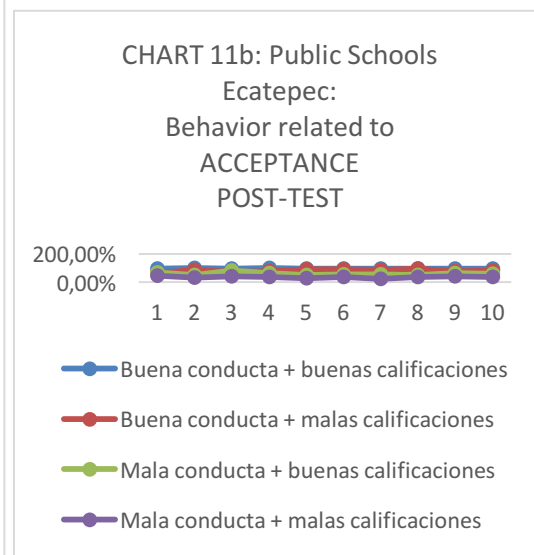 CHART 11b: Public Schools
Ecatepec:
Behavior related to
ACCEPTANCE
POST-TEST
200,00%
0,00%
1 2 3 4 5 6 7 8 9 10
Buena conducta + buenas calificaciones
Buena conducta + malas calificaciones
Mala conducta + buenas calificaciones
Mala conducta + malas calificaciones